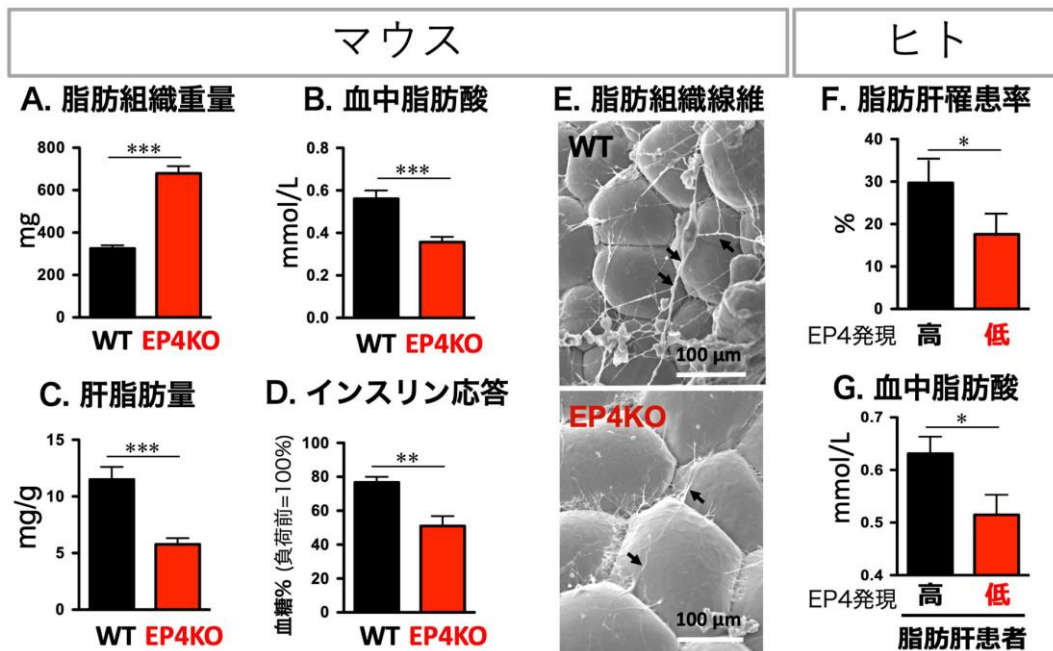 マウス
ヒト
A. 脂肪組織重量
***
800
600
400
200
0
mg
WT EP4KO
B. 血中脂肪酸
***
0.6
0.4
0.2
0.0
mmol/L
WT EP4KO
C. 肝脂肪量
***
15
10
5
0
mg/g
WT EP4KO
D. インスリン応答
**
100
80
60
40
20
0
血糖% (負荷前=100%)
WT EP4KO
E. 脂肪組織線維
WT
100 μm
EP4KO
100 μm
F. 脂肪肝罹患率
*
40
30
20
10
0
%
EP4発現 高 低
G. 血中脂肪酸
*
0.7
0.6
0.5
0.4
mmol/L
EP4発現 高 低
脂肪肝患者